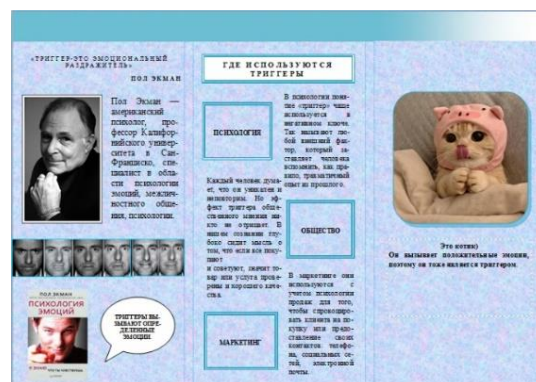 «ТРИГГЕР-ЭТО ЭМОЦИОНАЛЬНЫЙ
РАЗДРАЖИТЕЛЬ»
ПОЛ ЭКМАН
Пол Экман —
американский
психолог, про-
фессор Калифор-
нийского универ-
ситета в Сан-
Франциско, спе-
циалист в обла-
сти психологии
эмоций, межлич-
ностного обще-
ния, психологии.
ПОЛ ЭКМАН
ПСИХОЛОГИЯ
ЭМОЦИЙ
ТРИГГЕРЫ ВЫ-
ЗЫВАЮТ ОПРЕ-
ДЕЛЕННЫЕ
ЭМОЦИИ
ГДЕ ИСПОЛЬЗУЮТСЯ
ТРИГГЕРЫ
ПСИХОЛОГИЯ
В психологии поня-
тие «триггер» чаще
используется в
негативном ключе.
Так называют лю-
бой внешний фак-
тор, который за-
ставляет человека
вспомнить, как пра-
вило, травматичный
опыт из прошлого.
Каждый человек дума-
ет, что он уникален и
неповторим. Но эф-
фект триггера обще-
ственного мнения ни-
кто не отрицает. В
нашем сознании глу-
боко сидит мысль о
том, что если все поку-
пают
и советуют, значит то-
вар или услуга прове-
рены и хорошего каче-
ства.
ОБЩЕСТВО
МАРКЕТИНГ
В маркетинге они
используются с
учетом психологии
продаж для того,
чтобы спровоциро-
вать клиента на по-
купку или предо-
ставление своих
контактов телефо-
на, социальных се-
тей, электронной
почты.
Это котик)
Он вызывает положительные эмоции,
поэтому он тоже является триггером.